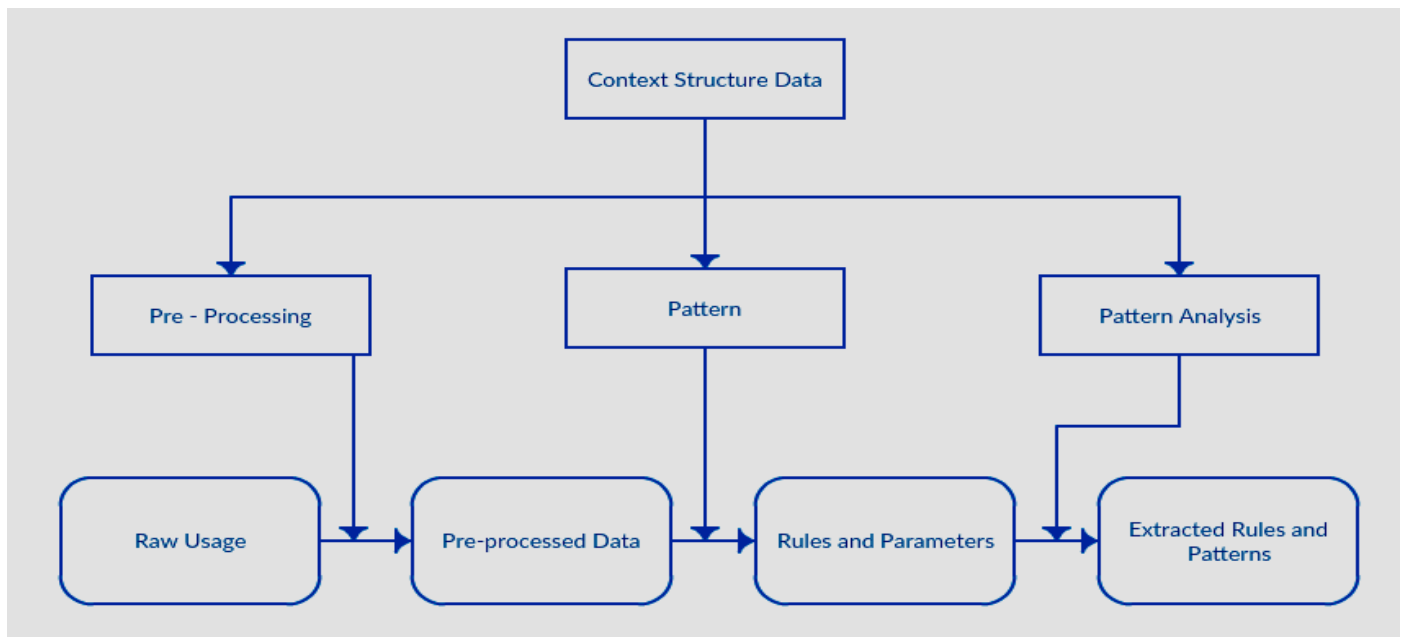 Context Structure Data
Pre - Processing
Pattern
Pattern Analysis
Raw Usage
Pre-processed Data
Rules and Parameters
Extracted Rules and
Patterns